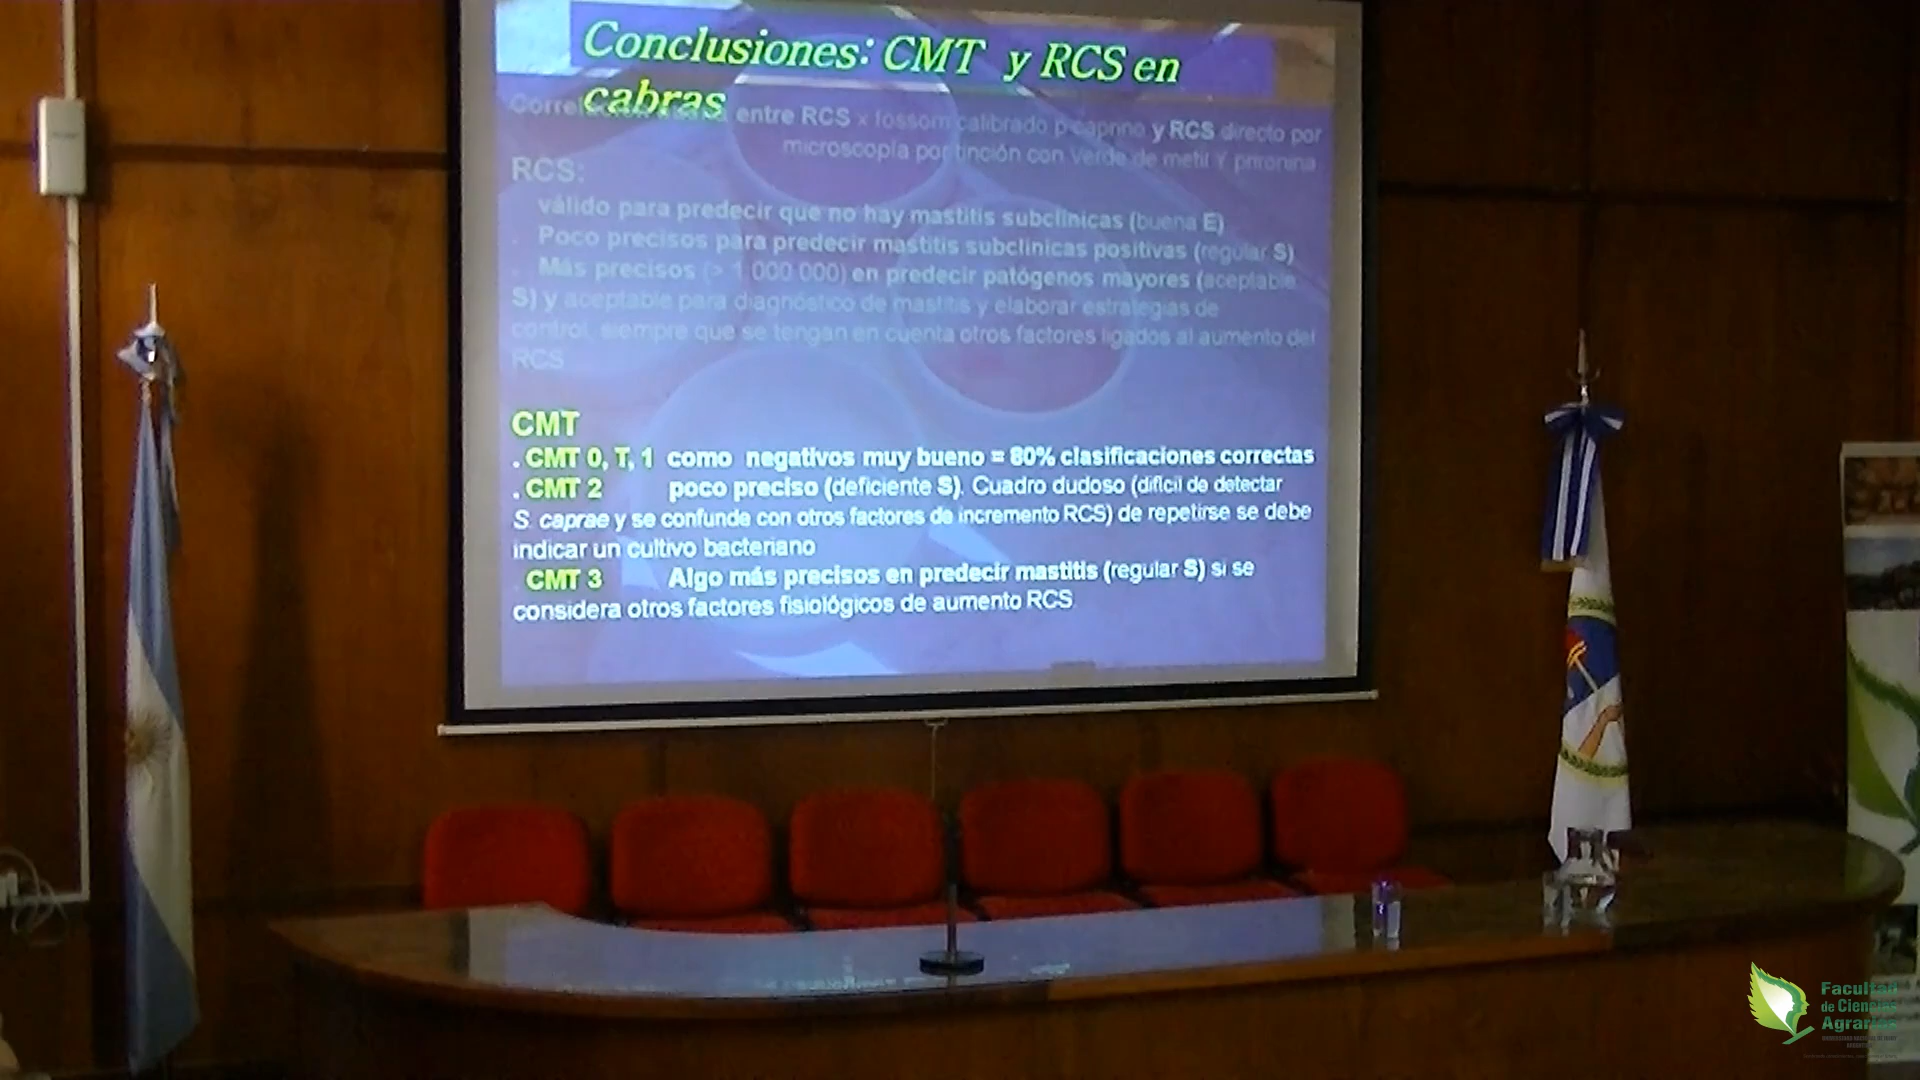 Conclusiones: CMT y RCS en
cabras
entre RCS x fossom calibrado p caprino y RCS directo por
microscopía por tinción con Verde de metil Y
RCS:
válido para predecir que no hay mastitis subclínicas (buena E)
. Poco precisos para predecir mastitis subclínicas positivas (regular S)
. Más precisos (> 1 000 000) en predecir patógenos mayores (aceptable
S) y aceptable para diagnóstico de mastitis y elaborar estrategias de
control, siempre que se tengan en cuenta otros factores ligados al aumento del
RCS
CMT
. CMT 0, T, 1 como negativos muy bueno = 80% clasificaciones correctas
. CMT 2 poco preciso (deficiente S). Cuadro dudoso (difícil de detectar
S. caprae y se confunde con otros factores de incremento RCS) de repetirse se debe
indicar un cultivo bacteriano
CMT 3 Algo más precisos en predecir mastitis (regular S) si se
considera otros factores fisiológicos de aumento RCS.
Facultad
de Ciencias
Agrarias